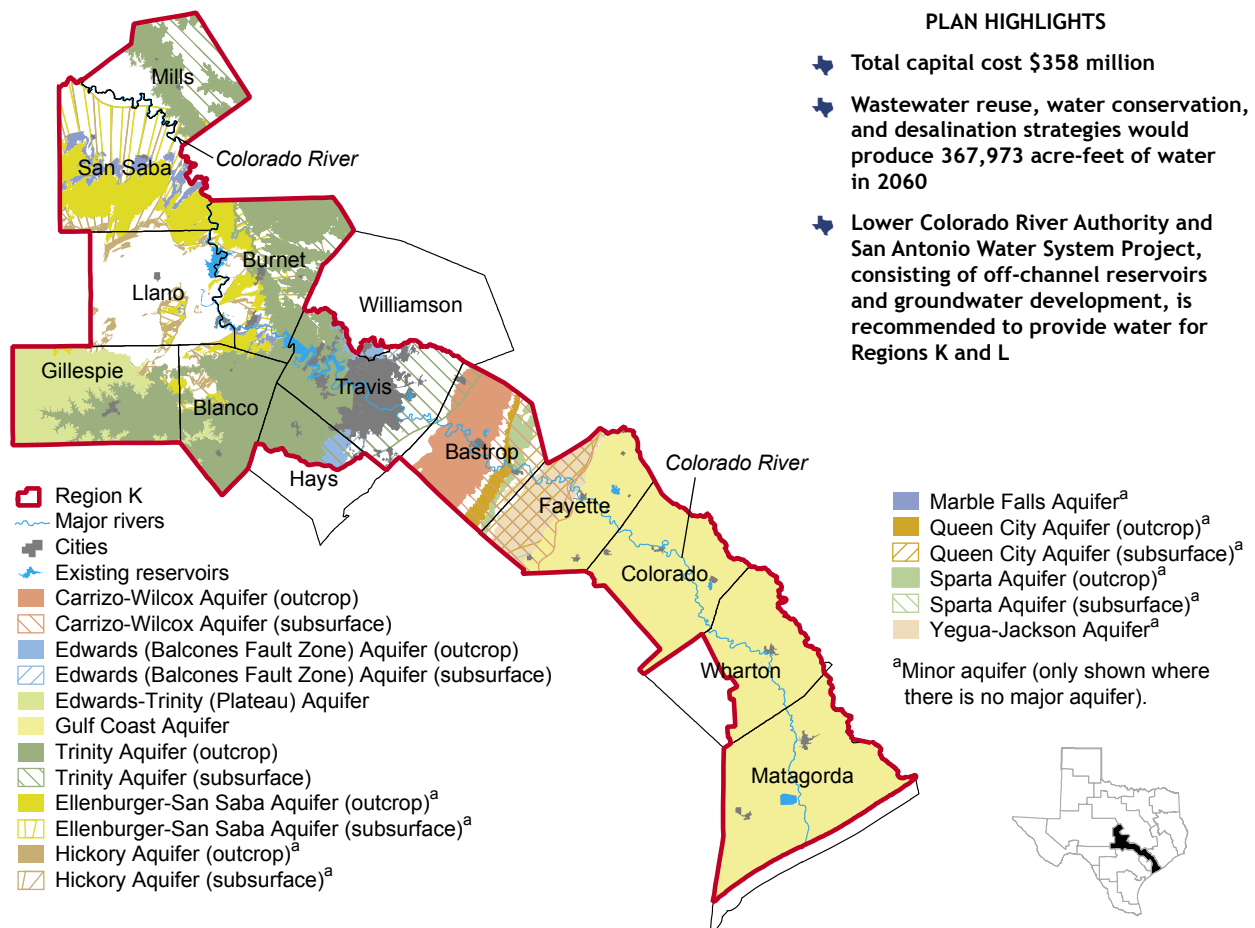 PLAN HIGHLIGHTS
Total capital cost $358 million
Wastewater reuse, water conservation,
and desalination strategies would
produce 367,973 acre-feet of water
in 2060
Lower Colorado River Authority and
San Antonio Water System Project,
consisting of off-channel reservoirs
and groundwater development, is
recommended to provide water for
Regions K and L
Mills
Colorado River
San Saba
Burnet
Llano
Williamson
Gillespie
Blanco
Travis
Hays
Bastrop
Fayette
Colorado River
Colorado
Wharton
Matagorda
Region K
Major rivers
Cities
Existing reservoirs
Carrizo-Wilcox Aquifer (outcrop)
Carrizo-Wilcox Aquifer (subsurface)
Edwards (Balcones Fault Zone) Aquifer (outcrop)
Edwards (Balcones Fault Zone) Aquifer (subsurface)
Edwards-Trinity (Plateau) Aquifer
Gulf Coast Aquifer
Trinity Aquifer (outcrop)
Trinity Aquifer (subsurface)
Ellenburger-San Saba Aquifer (outcrop)a
Ellenburger-San Saba Aquifer (subsurface)a
Hickory Aquifer (outcrop)a
Hickory Aquifer (subsurface)a
Marble Falls Aquifera
Queen City Aquifer (outcrop)a
Queen City Aquifer (subsurface)a
Sparta Aquifer (outcrop)a
Sparta Aquifer (subsurface)a
Yegua-Jackson Aquifera
aMinor aquifer (only shown where
there is no major aquifer).